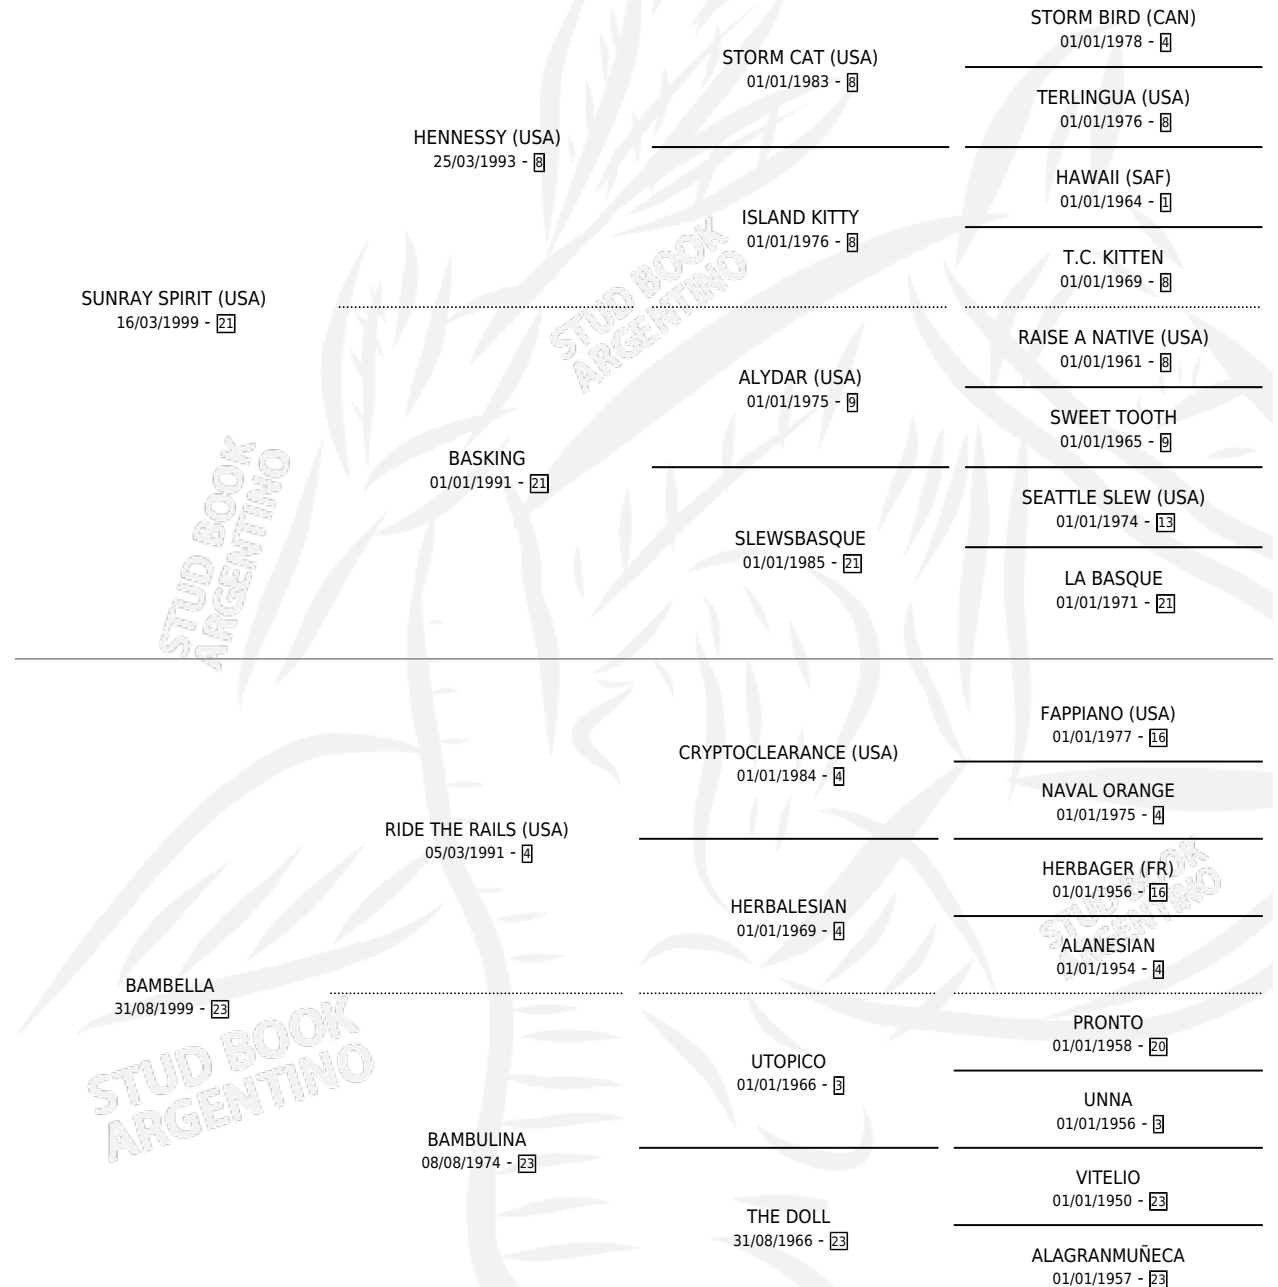 STORM BIRD (CAN)
01/01/1978 - 4
STORM CAT (USA)
01/01/1983 - 8
TERLINGUA (USA)
01/01/1976 - 8
HENNESSY (USA)
25/03/1993 - 8
HAWAII (SAF)
01/01/1964 - 1
ISLAND KITTY
01/01/1976 - 8
T.C. KITTEN
01/01/1969 - 8
SUNRAY SPIRIT (USA)
16/03/1999 - 21
RAISE A NATIVE (USA)
01/01/1961 - 8
ALYDAR (USA)
01/01/1975 - 9
SWEET TOOTH
01/01/1965 - 9
BASKING
01/01/1991 - 21
SEATTLE SLEW (USA)
01/01/1974 - 13
SLEWSBASQUE
01/01/1985 - 21
LA BASQUE
01/01/1971 - 21
FAPPIANO (USA)
01/01/1977 - 16
CRYPTOCLEARANCE (USA)
01/01/1984 - 4
NAVAL ORANGE
01/01/1975 - 4
RIDE THE RAILS (USA)
05/03/1991 - 4
HERBAGER (FR)
01/01/1956 - 16
HERBALESIAN
01/01/1969 - 4
ALANESIAN
01/01/1954 - 4
BAMBELLA
31/08/1999 - 23
PRONTO
01/01/1958 - 20
UTOPICO
01/01/1966 - 3
UNNA
01/01/1956 - 3
BAMBULINA
08/08/1974 - 23
VITELIO
01/01/1950 - 23
THE DOLL
31/08/1966 - 23
ALAGRANMUÑECA
01/01/1957 - 23
STUD BOOK
ARGENTINO
STUD BOOK
ARGENTINO
STUD BOOK
ARGENTINO
STUD BOOK
ARGENTINO